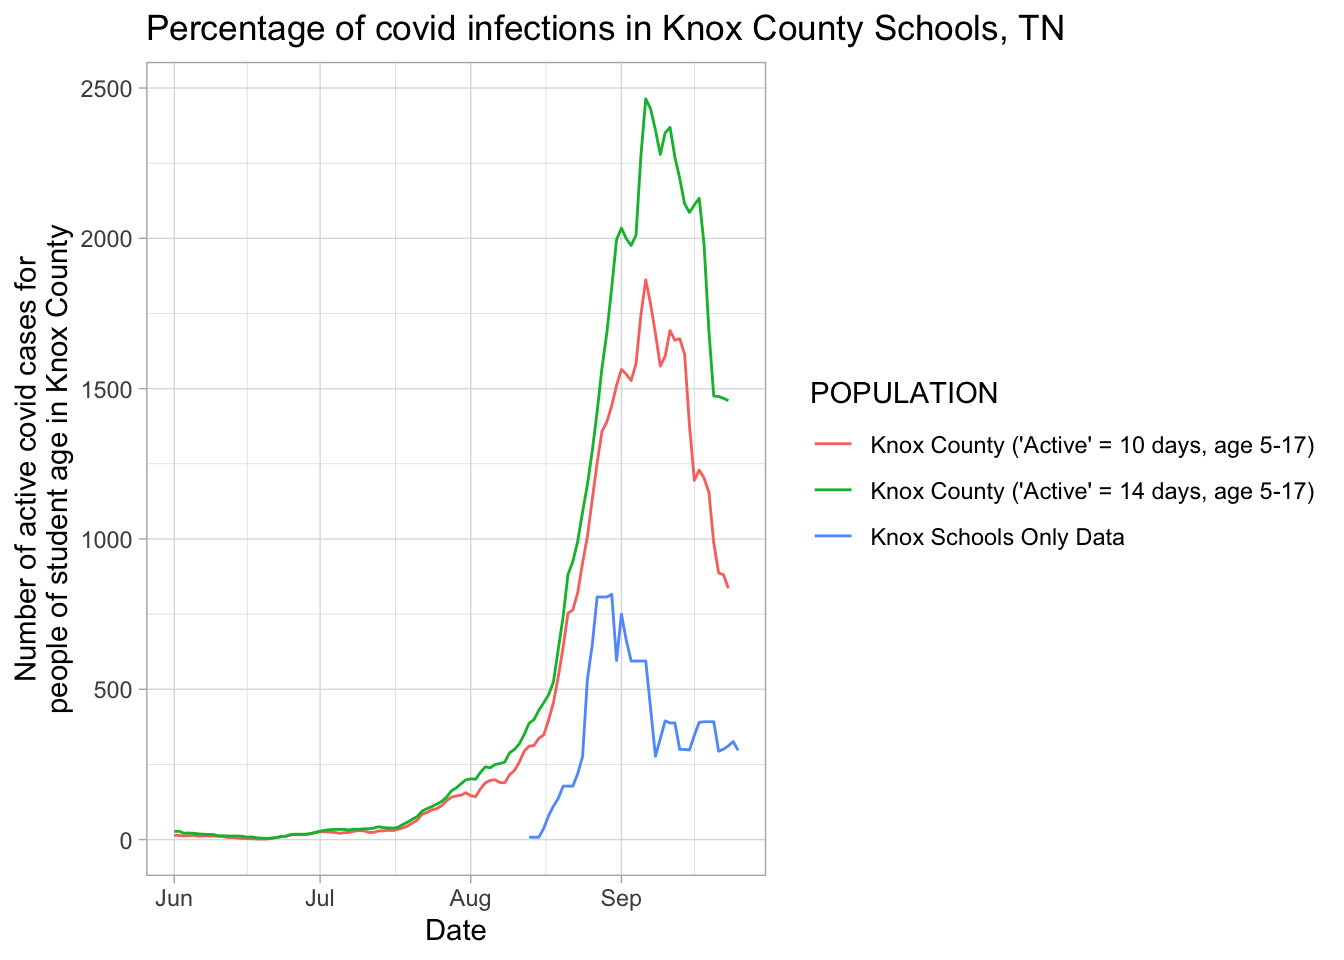 Percentage of covid infections in Knox County Schools, TN
Number of active covid cases for
people of student age in Knox County
2500
2000
1500
1000
500
0
Jun
Jul
Aug
Sep
Date
POPULATION
Knox County ('Active' = 10 days, age 5-17)
Knox County ('Active' = 14 days, age 5-17)
Knox Schools Only Data